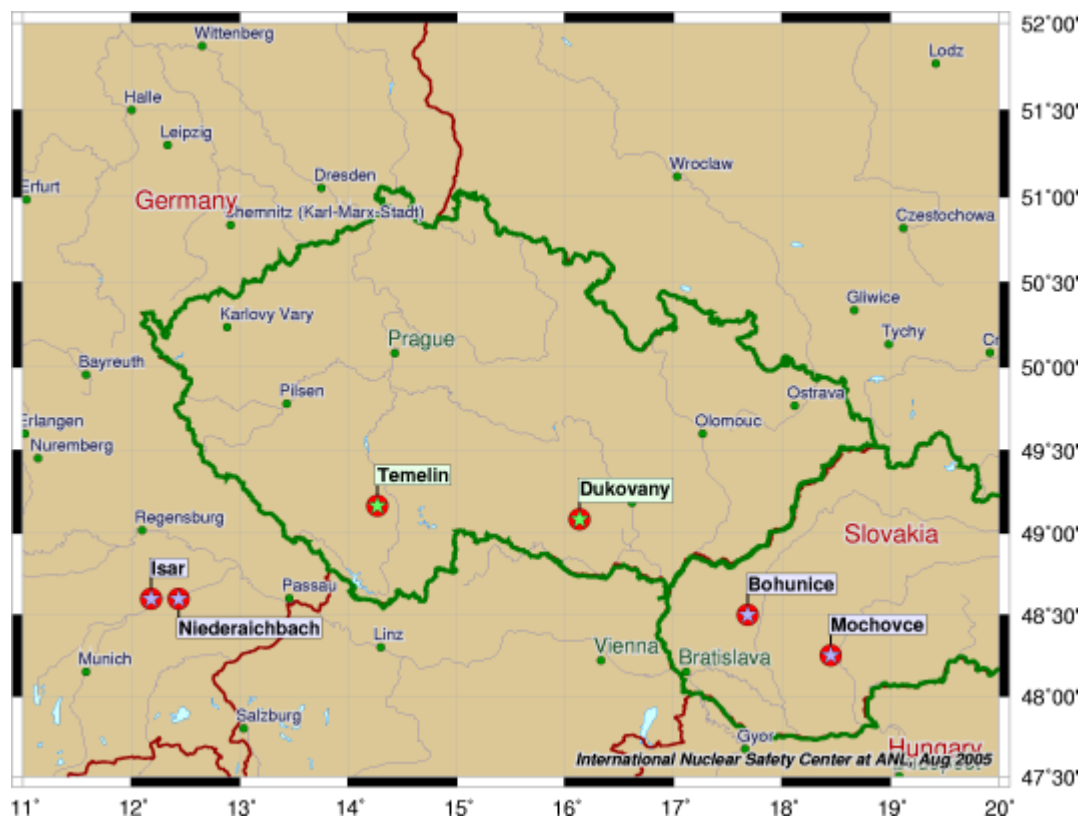 52°00'
Wittenberg
Lodz
Halle
51°30'
Leipzig
Wroclaw
Dresden
Erfurt
Germany
51°00'
Chemnitz (Karl-Marx-Stadt)
Czestochowa
50°30'
Gliwice
Karlovy Vary
Tychy
Prague
Cr
Bayreuth
50°00'
Pilsen
Ostrava
Erlangen
Olomouc
Nuremberg
49°30'
Temelin
Dukovany
Regensburg
49°00'
Slovakia
Isar
Passau
Bohunice
48°30'
Niederaichbach
Mochovce
Linz
Vienna
Munich
Bratislava
48°00'
Salzburg
Gyor
Hungary
International Nuclear Safety Center at ANL, Aug 2005
Budapest
47°30'
11° 12° 13° 14° 15° 16° 17° 18° 19° 20°